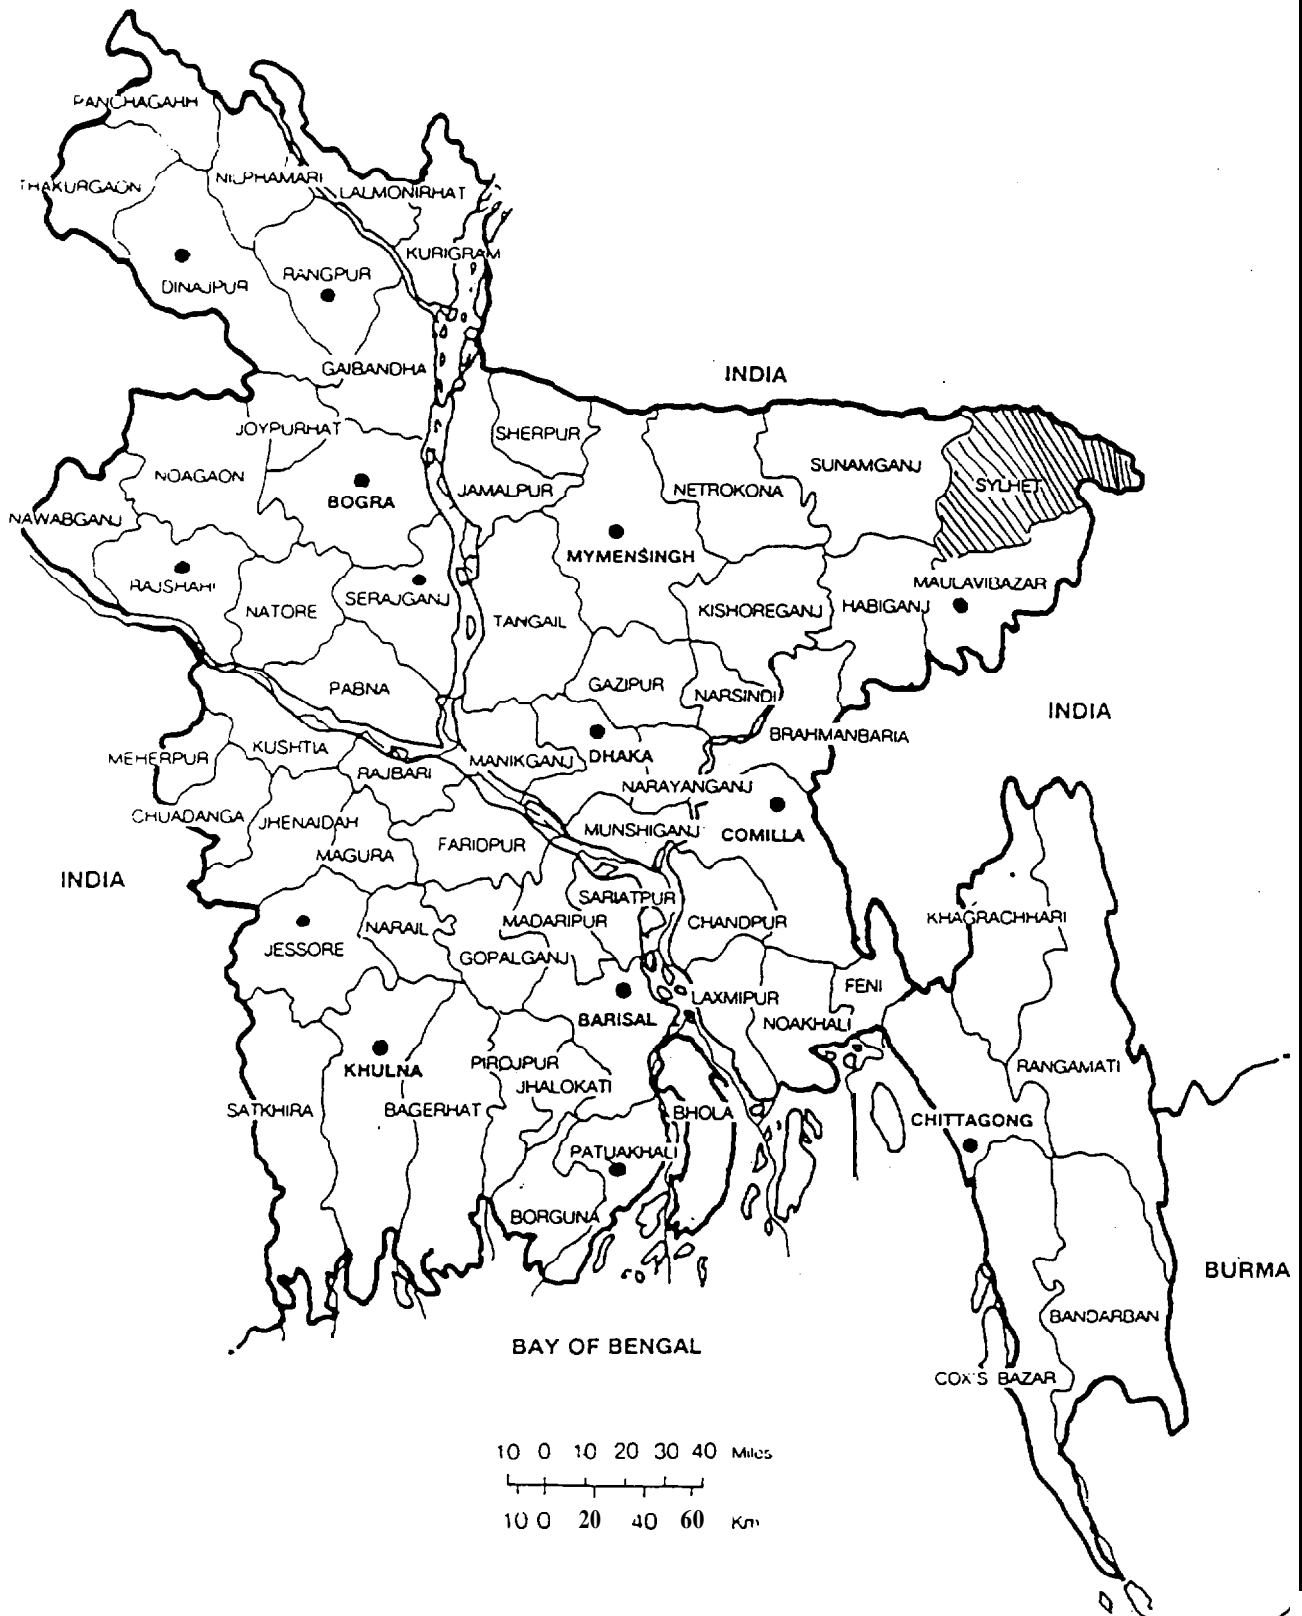 PANCHAGAHH
THAKURGAON
NILPHAMARI
LALMONIRHAT
KURIGRAM
DINAJPUR
RANGPUR
GAIBANDHA
INDIA
JOYPURHAT
SHERPUR
SUNAMGANJ
NOAGAON
BOGRA
JAMALPUR
NETROKONA
SYLHET
NAWABGANJ
MYMENSINGH
RAJSHAHI
NATORE
SERAJGANJ
TANGAIL
KISHOREGANJ
HABIGANJ
MAULAVIBAZAR
PABNA
GAZIPUR
NARSINDI
INDIA
BRAHMANBARIA
MEHERPUR
KUSHTIA
RAJBARI
MANIKGANJ
DHAKA
NARAYANGANJ
CHUADANGA
JHENAIDAH
MAGURA
FARIDPUR
MUNSHIGANJ
COMILLA
INDIA
SARIATPUR
JESSORE
NARAIL
MADARIPUR
CHANDPUR
KHAGRACHHARI
GOPALGANJ
FENI
LAXMIPUR
BARISAL
NOAKHALI
KHULNA
PIROJPUR
JHALOKATI
RANGAMATI
SATKHIRA
BAGERHAT
BHOLA
CHITTAGONG
PATUAKHALI
BORGUNA
BURMA
BANDARBAN
BAY OF BENGAL
COX'S BAZAR
10 0 10 20 30 40 Miles
10 0 20 40 60 Km